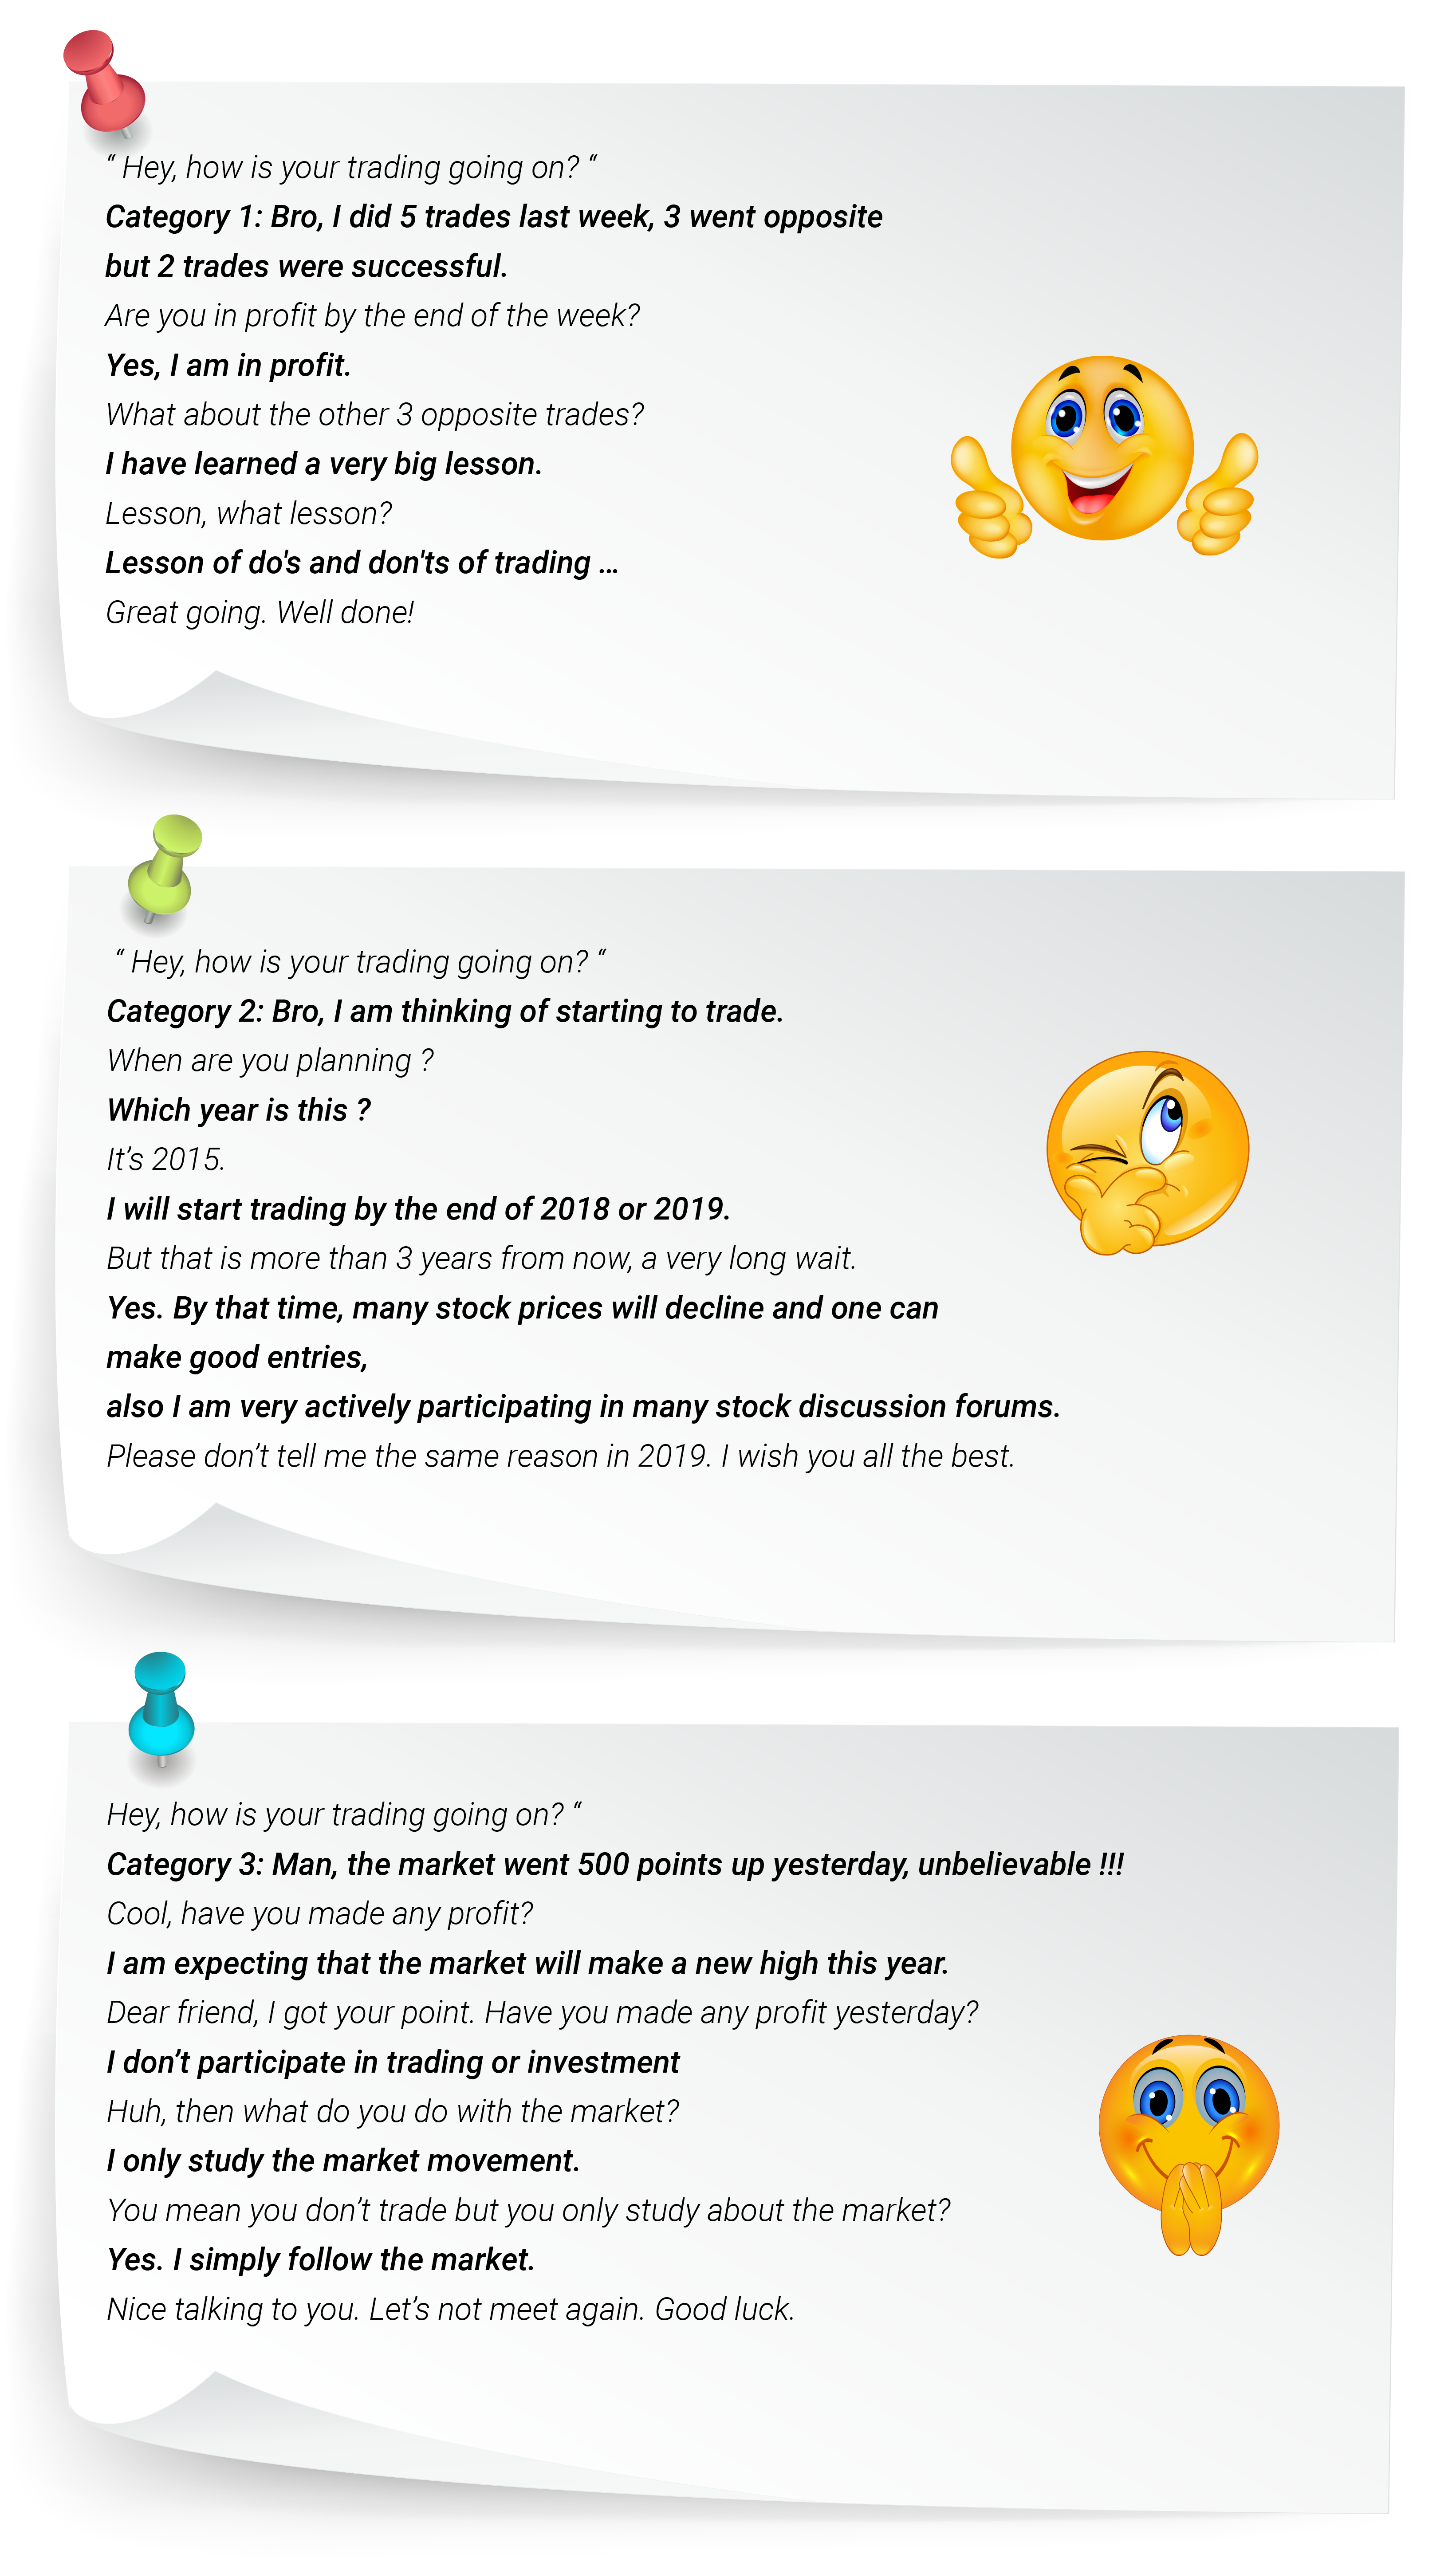 “ Hey, how is your trading going on? “
Category 1: Bro, I did 5 trades last week, 3 went opposite
but 2 trades were successful.
Are you in profit by the end of the week?
Yes, I am in profit.
What about the other 3 opposite trades?
I have learned a very big lesson.
Lesson, what lesson?
Lesson of do's and don'ts of trading ...
Great going. Well done!
“ Hey, how is your trading going on? “
Category 2: Bro, I am thinking of starting to trade.
When are you planning ?
Which year is this ?
It’s 2015.
I will start trading by the end of 2018 or 2019.
But that is more than 3 years from now, a very long wait.
Yes. By that time, many stock prices will decline and one can
make good entries,
also I am very actively participating in many stock discussion forums.
Please don’t tell me the same reason in 2019. I wish you all the best.
Hey, how is your trading going on? “
Category 3: Man, the market went 500 points up yesterday, unbelievable !!!
Cool, have you made any profit?
I am expecting that the market will make a new high this year.
Dear friend, I got your point. Have you made any profit yesterday?
I don’t participate in trading or investment
Huh, then what do you do with the market?
I only study the market movement.
You mean you don’t trade but you only study about the market?
Yes. I simply follow the market.
Nice talking to you. Let’s not meet again. Good luck.